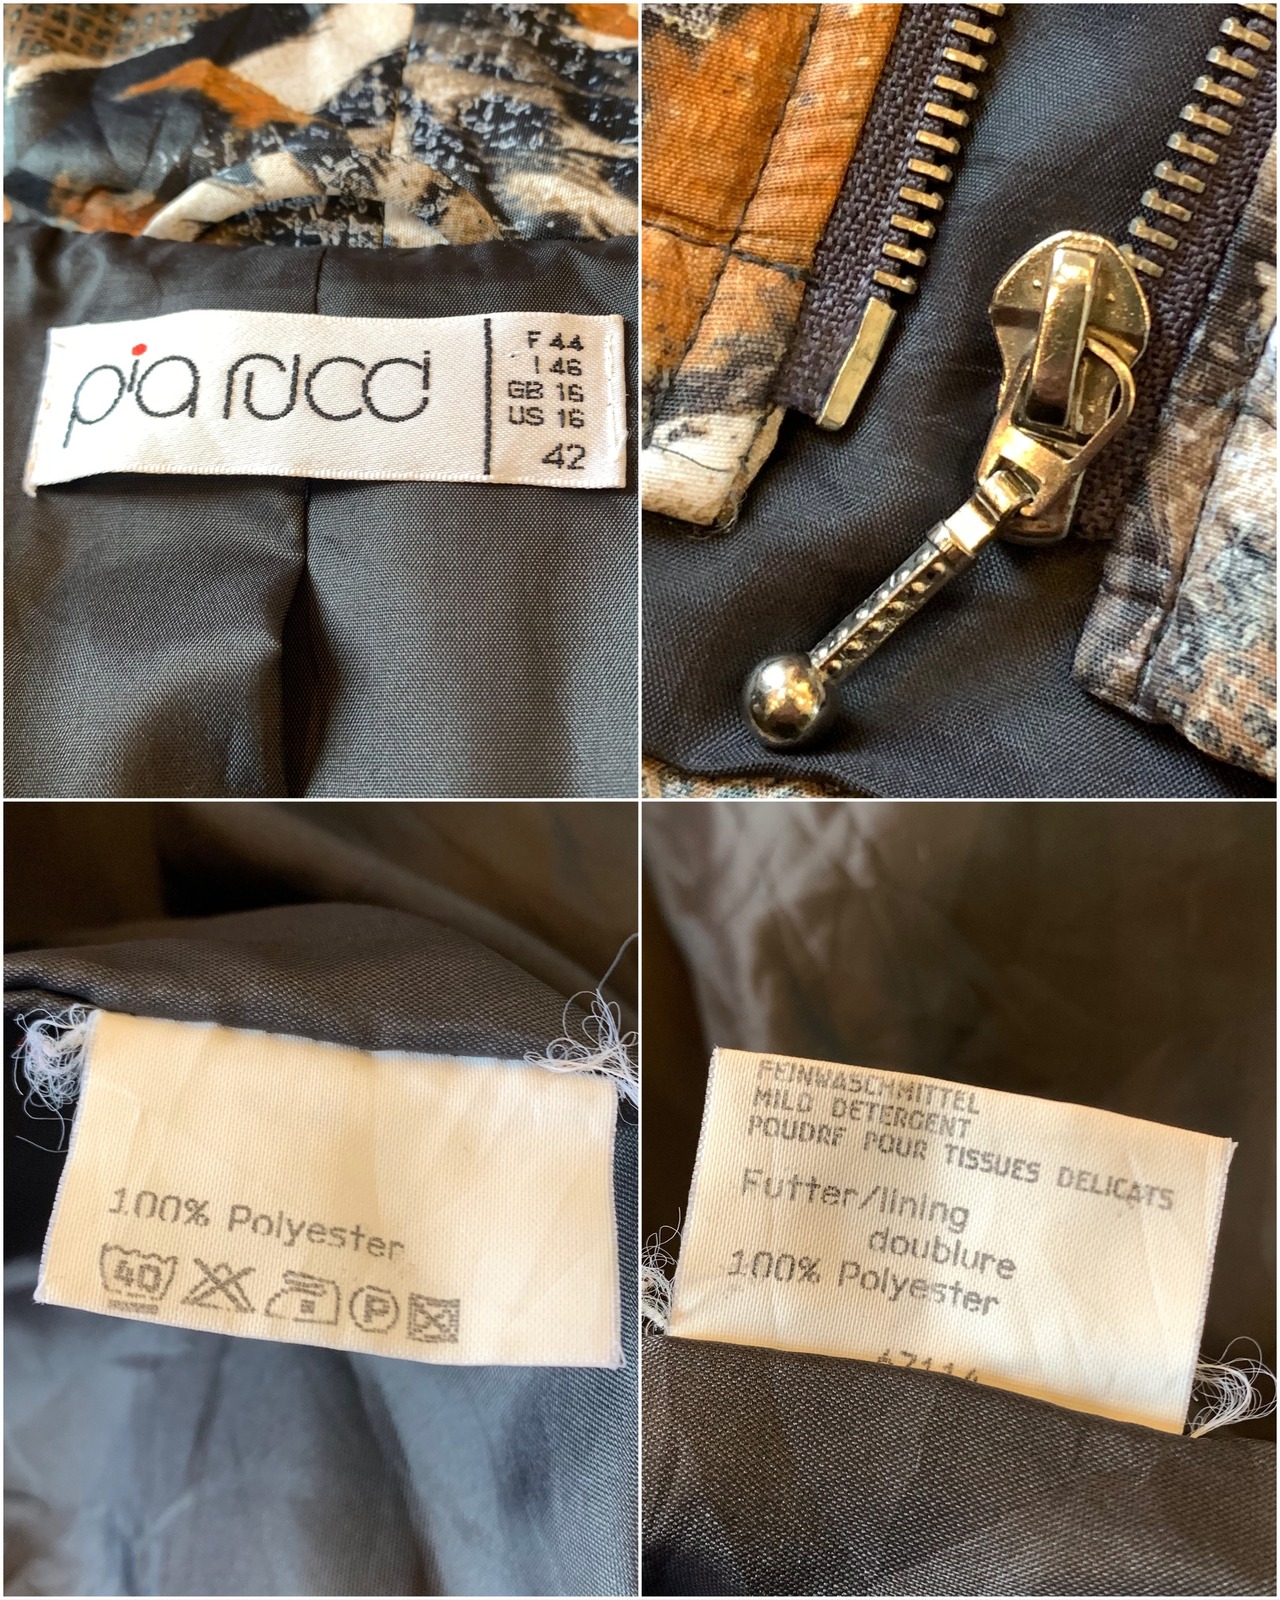 pia rucci
F 44
I 46
GB 16
US 16
42
100% Polyester
40
P
FEINWASCHMITTEL
MILD DETERGENT
POUDRE POUR TISSUES DELICATS
Futter/lining
doublure
100% Polyester
67114